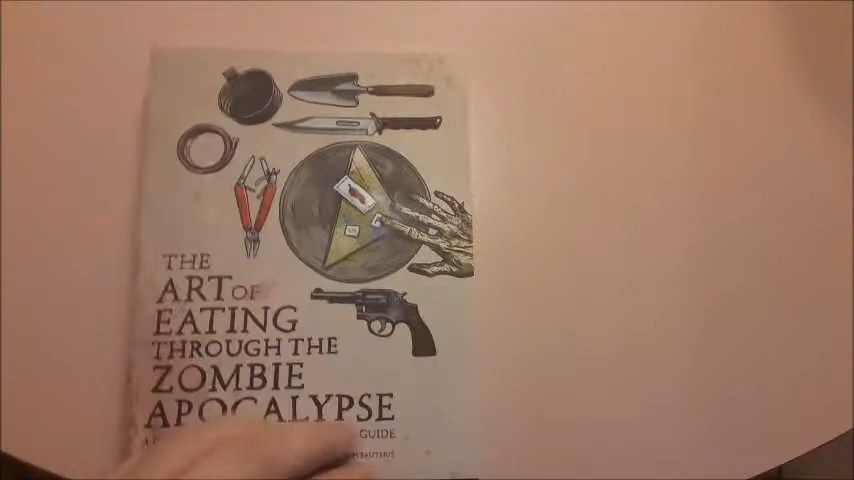 THE
ART OF
EATING
THROUGH THE
ZOMBIE
APOCALYPSE
GUIDE